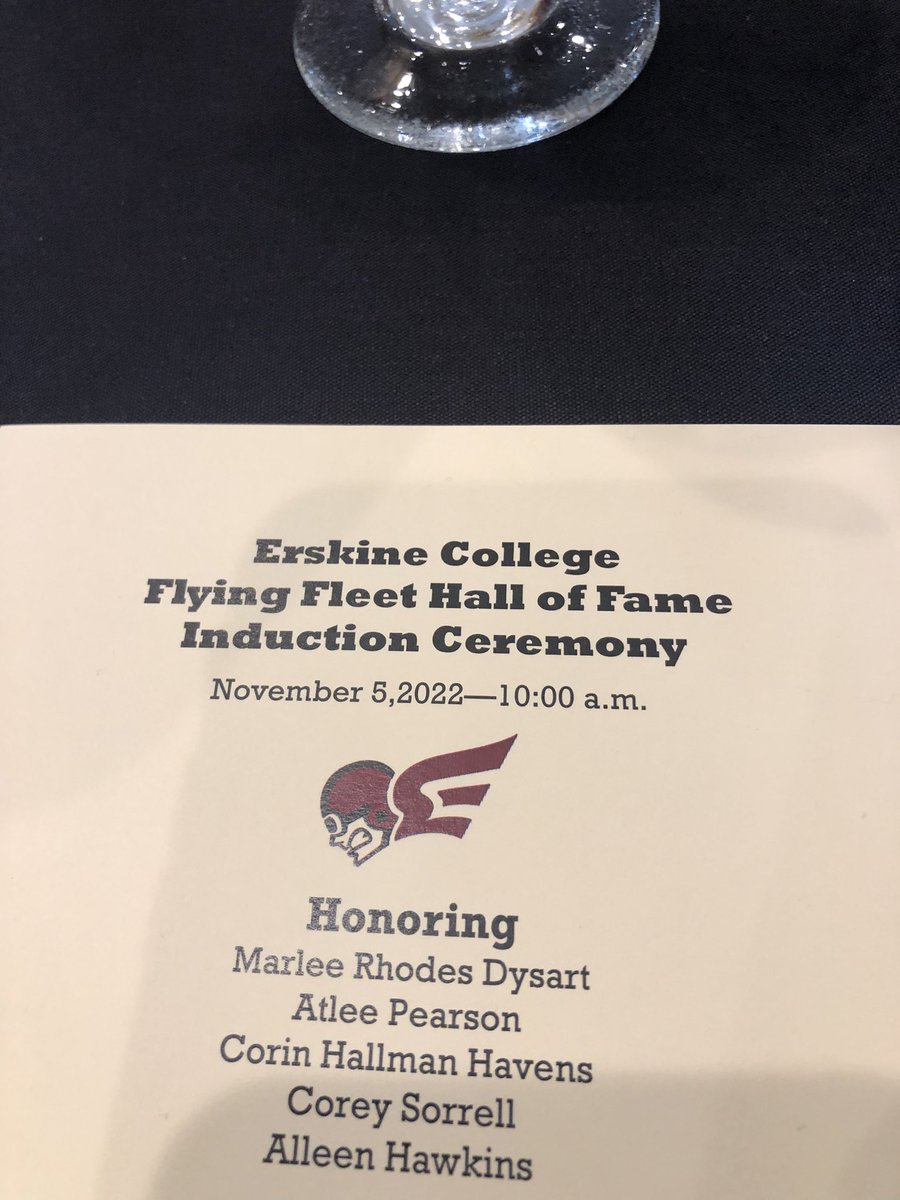 Erskine College
Flying Fleet Hall of Fame
Induction Ceremony
November 5,2022—10:00 a.m.
E
Honoring
Marlee Rhodes Dysart
Atlee Pearson
Corin Hallman Havens
Corey Sorrell
Alleen Hawkins